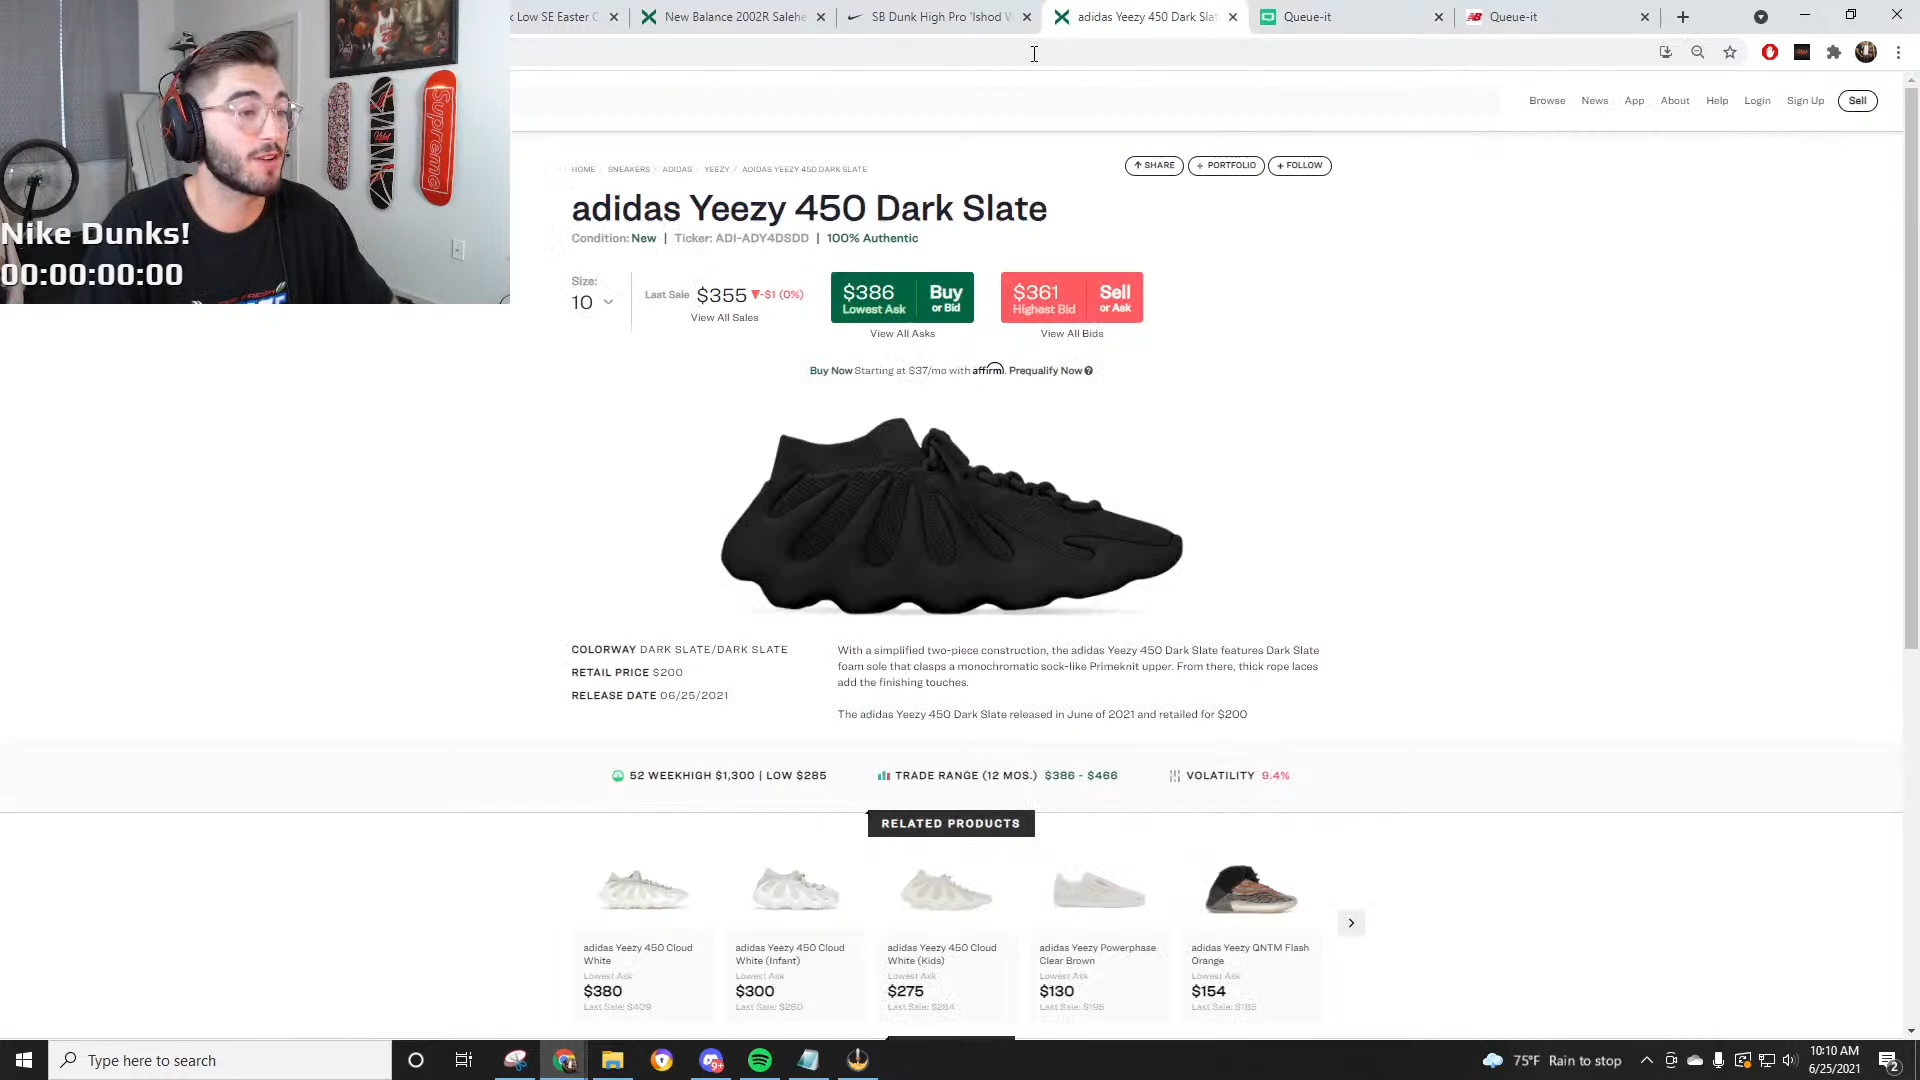 k Low SE Easter C
New Balance 2002R Salehe
SB Dunk High Pro 'Ishod W
adidas Yeezy 450 Dark Slat
Queue-it
Queue-it
Browse News App About Help Login Sign Up Sell
Supreme
Nike Dunks!
00:00:00:00
HOME / SNEAKERS / ADIDAS / YEEZY / ADIDAS YEEZY 450 DARK SLATE
SHARE + PORTFOLIO + FOLLOW
adidas Yeezy 450 Dark Slate
Condition: New | Ticker: ADI-ADY4DSDD | 100% Authentic
Size:
10
Last Sale $355 ▼-$1 (0%)
View All Sales
$386 Buy
Lowest Ask or Bid
View All Asks
$361 Sell
Highest Bid or Ask
View All Bids
Buy Now Starting at $37/mo with affirm. Prequalify Now
COLORWAY DARK SLATE/DARK SLATE
RETAIL PRICE $200
RELEASE DATE 06/25/2021
With a simplified two-piece construction, the adidas Yeezy 450 Dark Slate features Dark Slate
foam sole that clasps a monochromatic sock-like Primeknit upper. From there, thick rope laces
add the finishing touches.
The adidas Yeezy 450 Dark Slate released in June of 2021 and retailed for $200
52 WEEKHIGH $1,300 | LOW $285
TRADE RANGE (12 MOS.) $386 - $466
VOLATILITY 9.4%
RELATED PRODUCTS
adidas Yeezy 450 Cloud
White
Lowest Ask
$380
Last Sale: $409
adidas Yeezy 450 Cloud
White (Infant)
Lowest Ask
$300
Last Sale: $260
adidas Yeezy 450 Cloud
White (Kids)
Lowest Ask
$275
Last Sale: $284
adidas Yeezy Powerphase
Clear Brown
Lowest Ask
$130
Last Sale: $195
adidas Yeezy QNTM Flash
Orange
Lowest Ask
$154
Last Sale: $185
Type here to search
9+
75°F Rain to stop
10:10 AM
6/25/2021
2